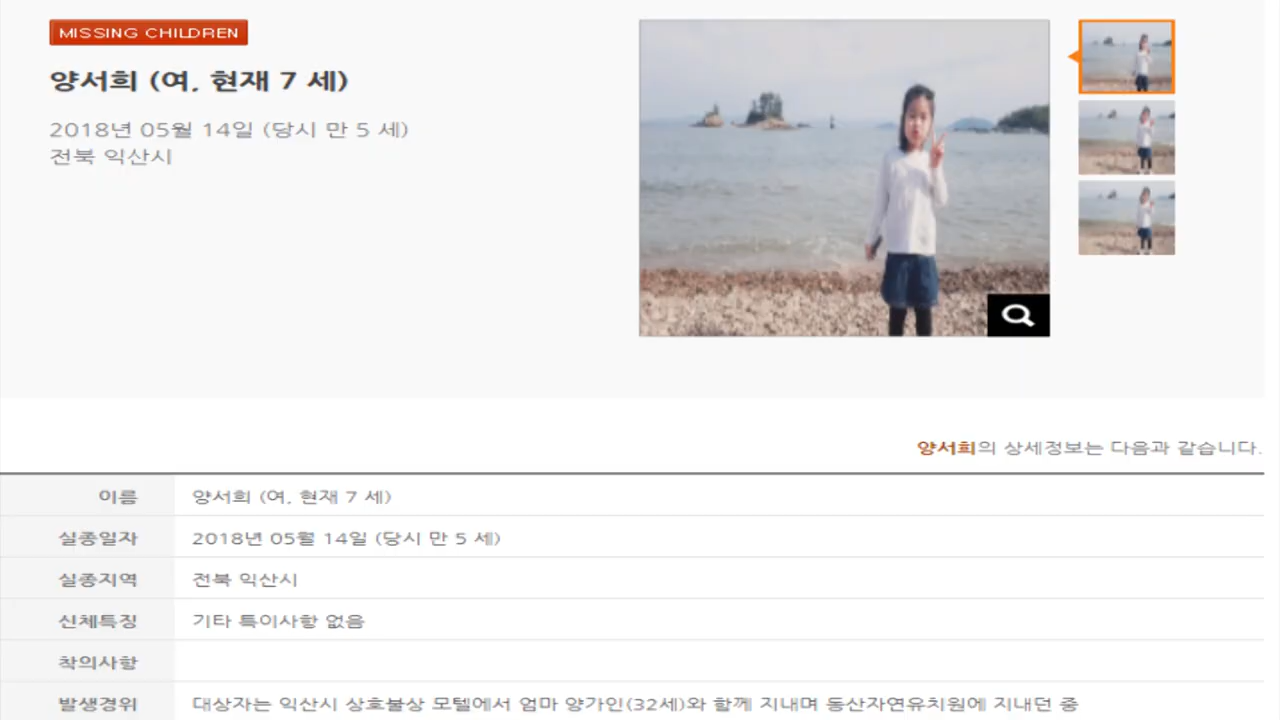 MISSING CHILDREN
양서희 (여, 현재 7 세)
2018년 05월 14일 (당시 만 5 세)
전북 익산시
양서희의 상세정보는 다음과 같습니다.
이름 양서희 (여, 현재 7 세)
실종일자 2018년 05월 14일 (당시 만 5 세)
실종지역 전북 익산시
신체특징 기타 특이사항 없음
착의사항
발생경위 대상자는 익산시 상호불상 모텔에서 엄마 양가인(32세)와 함께 지내며 동산자연유치원에 지내던 중